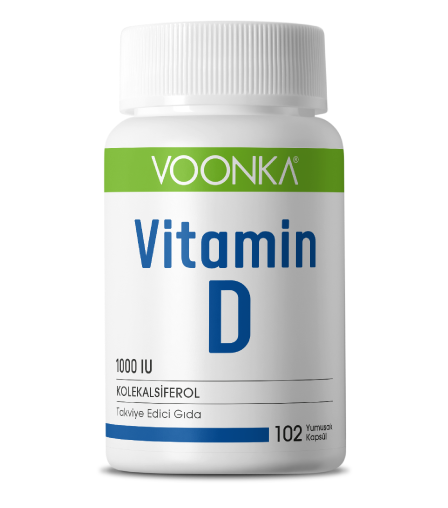 VOONKA®
Vitamin
D
1000 IU
KOLEKALSİFEROL
Takviye Edici Gıda
102 Yumuşak
Kapsül